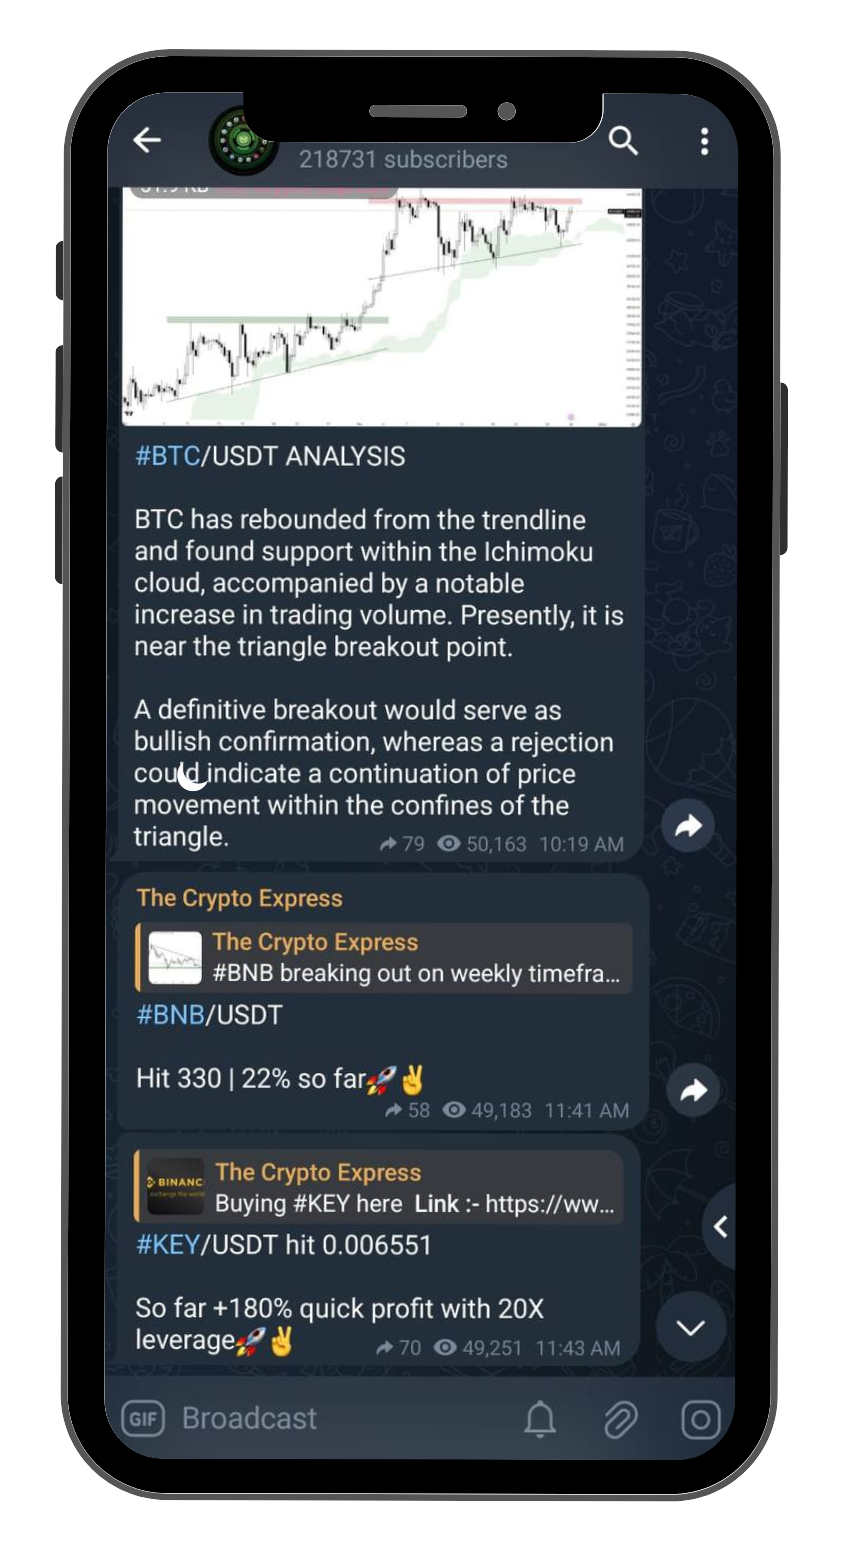 218731 subscribers
#BTC/USDT ANALYSIS
BTC has rebounded from the trendline
and found support within the Ichimoku
cloud, accompanied by a notable
increase in trading volume. Presently, it is
near the triangle breakout point.
A definitive breakout would serve as
bullish confirmation, whereas a rejection
could indicate a continuation of price
movement within the confines of the
triangle.
79 50,163 10:19 AM
The Crypto Express
The Crypto Express
#BNB breaking out on weekly timefra...
#BNB/USDT
Hit 330 | 22% so far🚀✌️
58 49,183 11:41 AM
BINANC
exchange the world
The Crypto Express
Buying #KEY here Link :- https://ww...
#KEY/USDT hit 0.006551
So far +180% quick profit with 20X
leverage🚀✌️
70 49,251 11:43 AM
GIF Broadcast